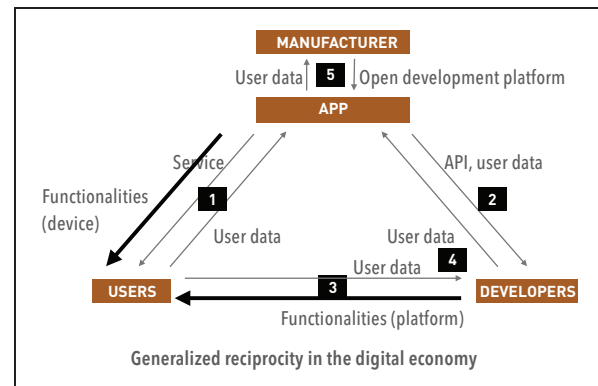 MANUFACTURER
User data
5
Open development platform
APP
Service
API, user data
Functionalities
(device)
1
2
User data
User data
4
User data
USERS
3
DEVELOPERS
Functionalities (platform)
Generalized reciprocity in the digital economy